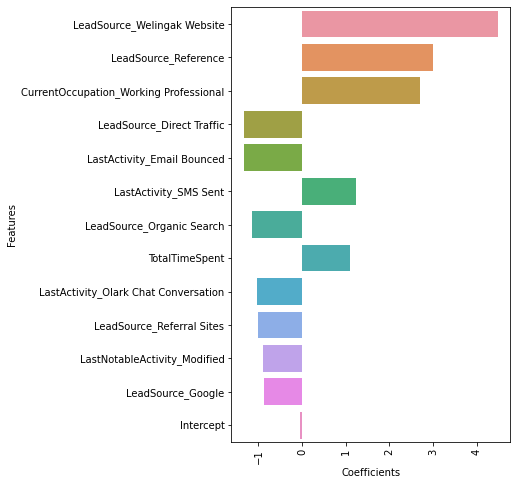 LeadSource_Welingak Website
LeadSource_Reference
CurrentOccupation_Working Professional
LeadSource_Direct Traffic
LastActivity_Email Bounced
LastActivity_SMS Sent
LeadSource_Organic Search
TotalTimeSpent
LastActivity_Olark Chat Conversation
LeadSource_Referral Sites
LastNotableActivity_Modified
LeadSource_Google
Intercept
Features
−1
0
1
2
3
4
Coefficients